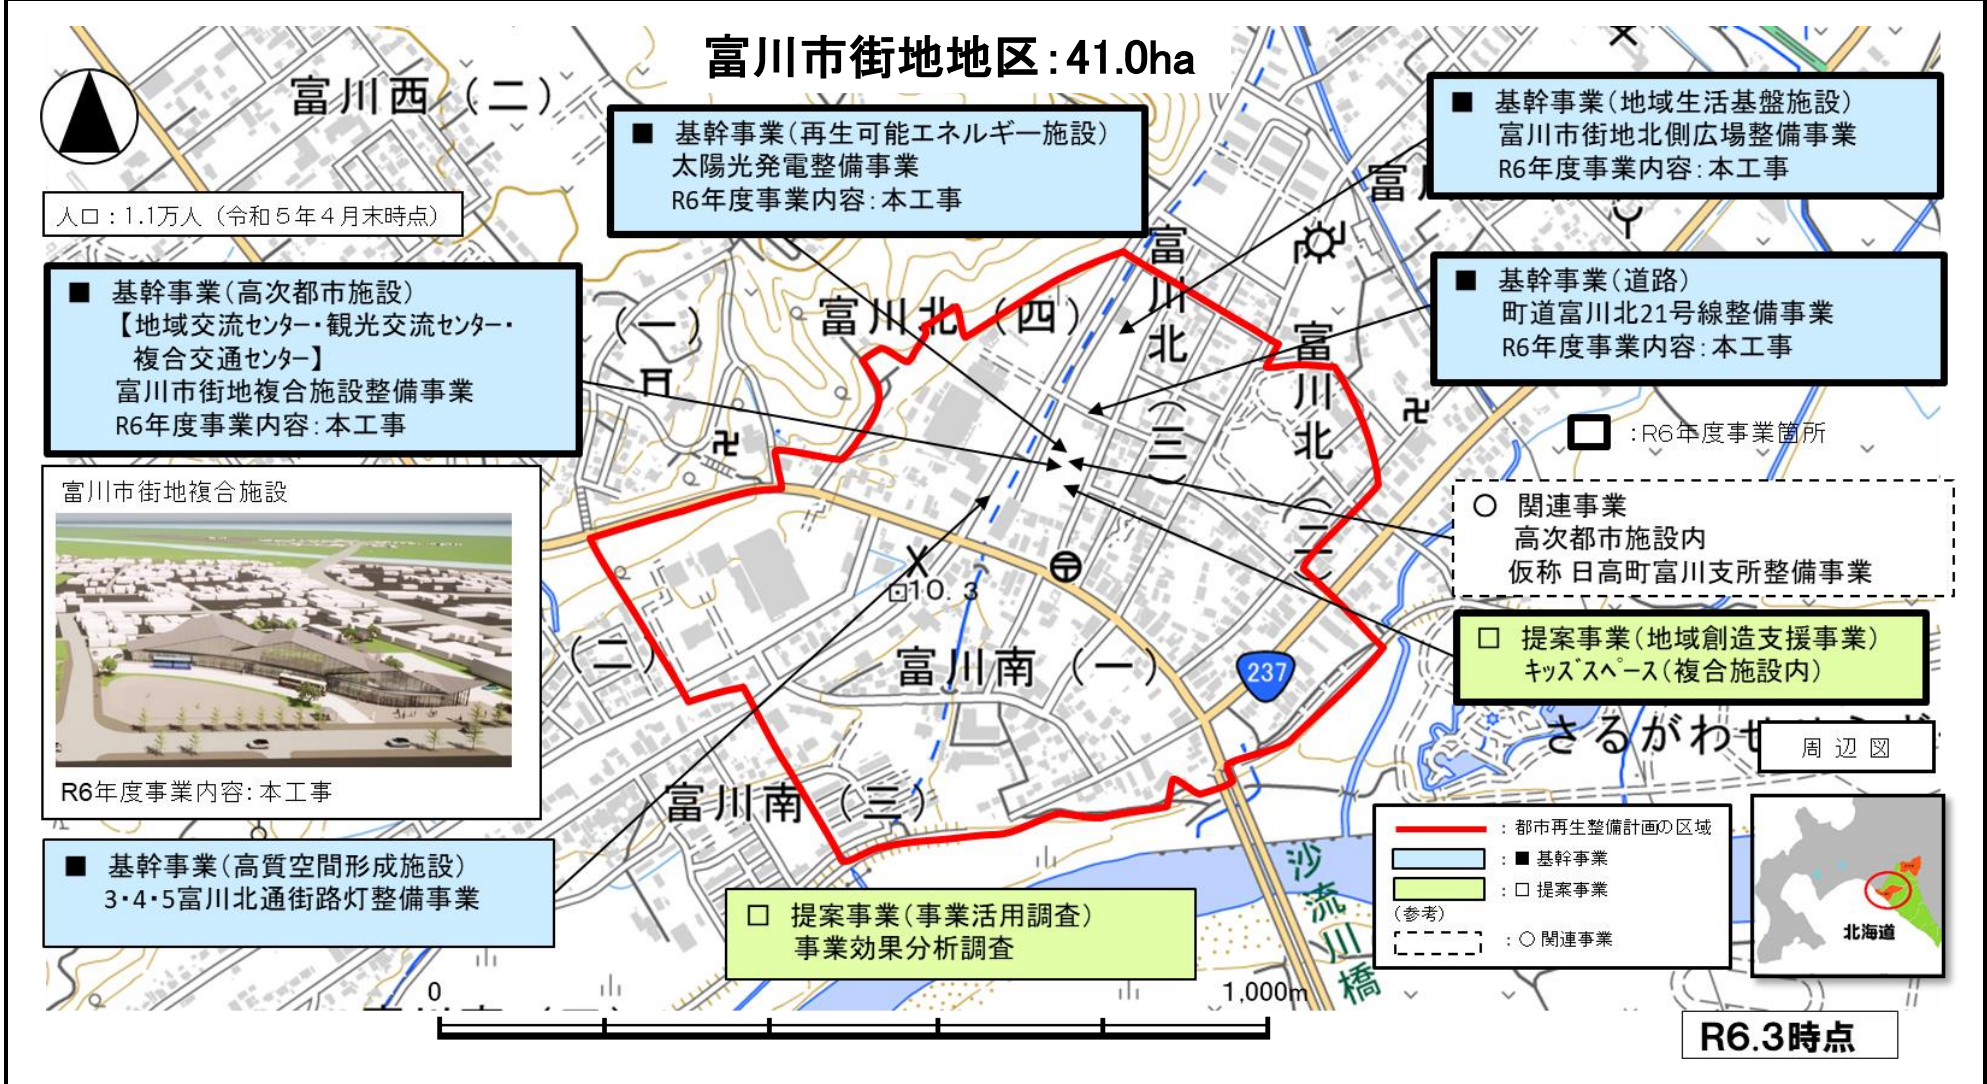 富川市街地地区:41.0ha
富川西(二)
人口:1.1万人(令和5年4月末時点)
■ 基幹事業(再生可能エネルギー施設)
太陽光発電整備事業
R6年度事業内容:本工事
■ 基幹事業(地域生活基盤施設)
富川市街地北側広場整備事業
R6年度事業内容:本工事
■ 基幹事業(高次都市施設)
【地域交流センター・観光交流センター・
複合交通センター】
富川市街地複合施設整備事業
R6年度事業内容:本工事
■ 基幹事業(道路)
町道富川北21号線整備事業
R6年度事業内容:本工事
(一)
富川北(四)
富川北(三)
富川北(二)
:R6年度事業箇所
富川市街地複合施設
R6年度事業内容:本工事
○ 関連事業
高次都市施設内
仮称 日高町富川支所整備事業
□ 提案事業(地域創造支援事業)
キッズスペース(複合施設内)
10.3
(二)
富川南(一)
237
さるがわせ
周辺図
富川南(三)
■ 基幹事業(高質空間形成施設)
3・4・5富川北通街路灯整備事業
□ 提案事業(事業活用調査)
事業効果分析調査
沙流川橋
:都市再生整備計画の区域
:■ 基幹事業
:□ 提案事業
(参考)
:○ 関連事業
北海道
0
1,000m
R6.3時点